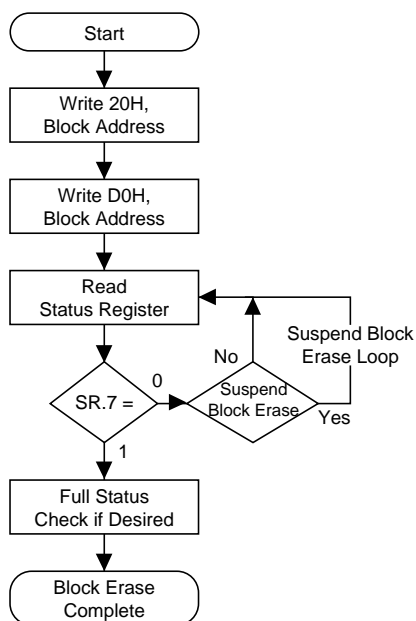 Start
Write 20H,
Block Address
Write D0H,
Block Address
Read
Status Register
Suspend Block
Erase Loop
No
0
SR.7 =
Suspend
Block Erase
Yes
1
Full Status
Check if Desired
Block Erase
Complete